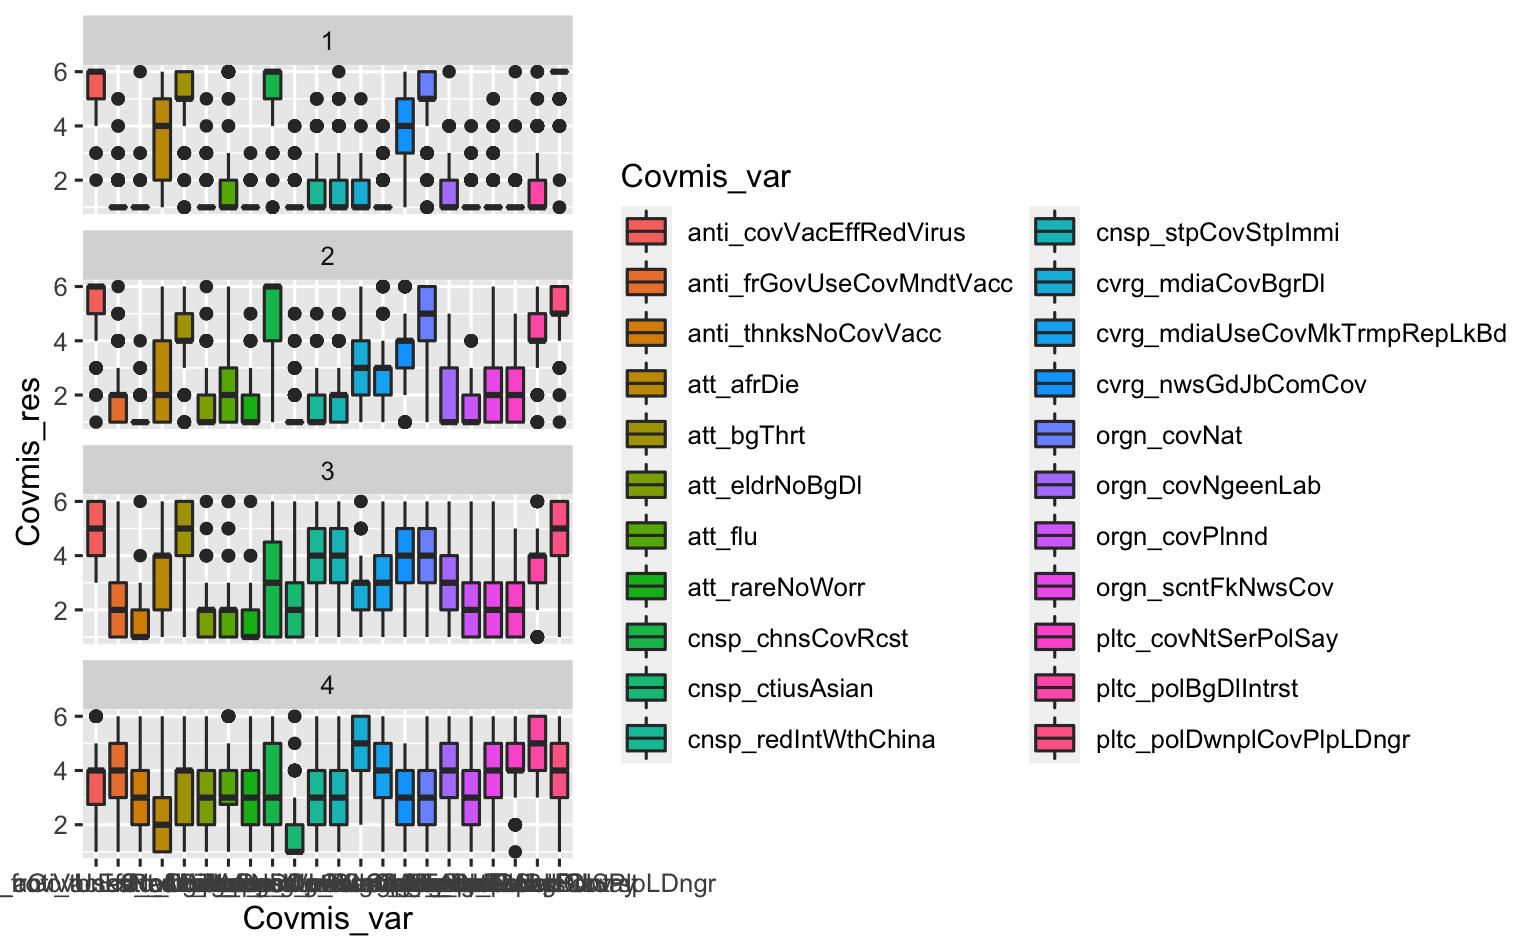 1
6
4
2
2
6
4
2
3
6
4
2
4
6
4
2
Covmis_res
Covmis_var
Covmis_var
anti_covVacEffRedVirus
anti_frGovUseCovMndtVacc
anti_thnksNoCovVacc
att_afrDie
att_bgThrt
att_eldrNoBgDl
att_flu
att_rareNoWorr
cnsp_chnsCovRcst
cnsp_ctiusAsian
cnsp_redIntWthChina
cnsp_stpCovStpImmi
cvrg_mdiaCovBgrDl
cvrg_mdiaUseCovMkTrmpRepLkBd
cvrg_nwsGdJbComCov
orgn_covNat
orgn_covNgeenLab
orgn_covPlnnd
orgn_scntFkNwsCov
pltc_covNtSerPolSay
pltc_polBgDlIntrst
pltc_polDwnplCovPlpLDngr